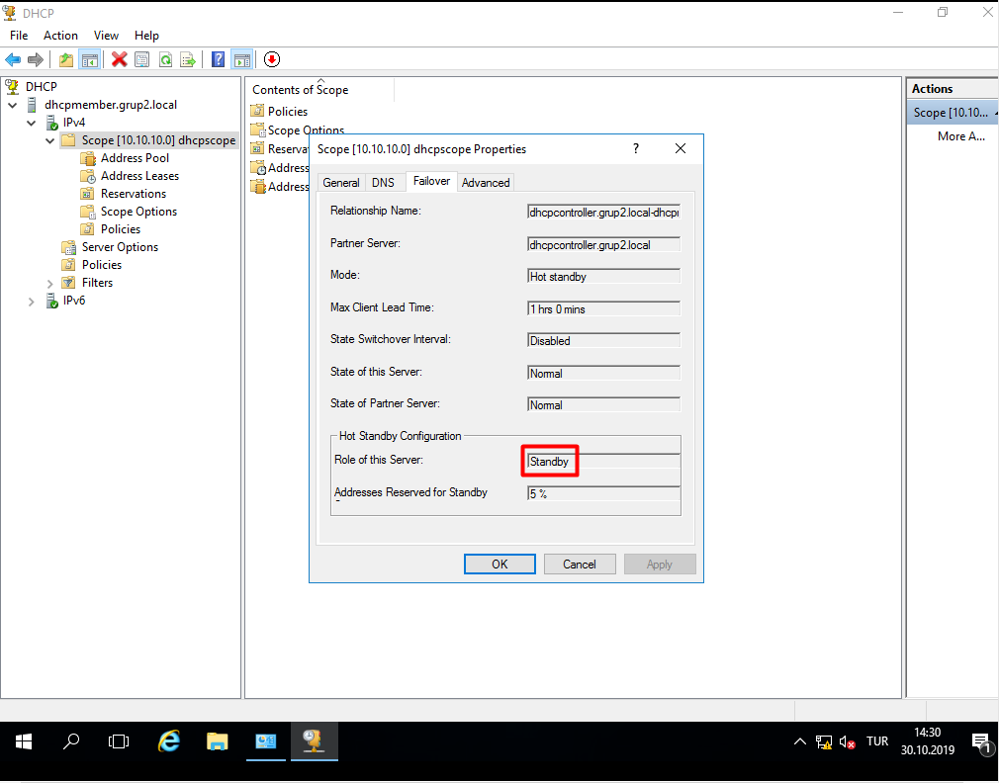 DHCP
File Action View Help
DHCP
dhcpmember.grup2.local
IPv4
Scope [10.10.10.0] dhcpscope
Address Pool
Address Leases
Reservations
Scope Options
Policies
Server Options
Policies
Filters
IPv6
Contents of Scope
Policies
Scope Options
Reserva
Address
Address
Actions
Scope [10.10...
More A...
Scope [10.10.10.0] dhcpscope Properties
?
General DNS Failover Advanced
Relationship Name: dhcpcontroller.grup2.local-dhcpr
Partner Server: dhcpcontroller.grup2.local
Mode: Hot standby
Max Client Lead Time: 1 hrs 0 mins
State Switchover Interval: Disabled
State of this Server: Normal
State of Partner Server: Normal
Hot Standby Configuration
Role of this Server: Standby
Addresses Reserved for Standby 5 %
OK Cancel Apply
TUR
14:30
30.10.2019
1